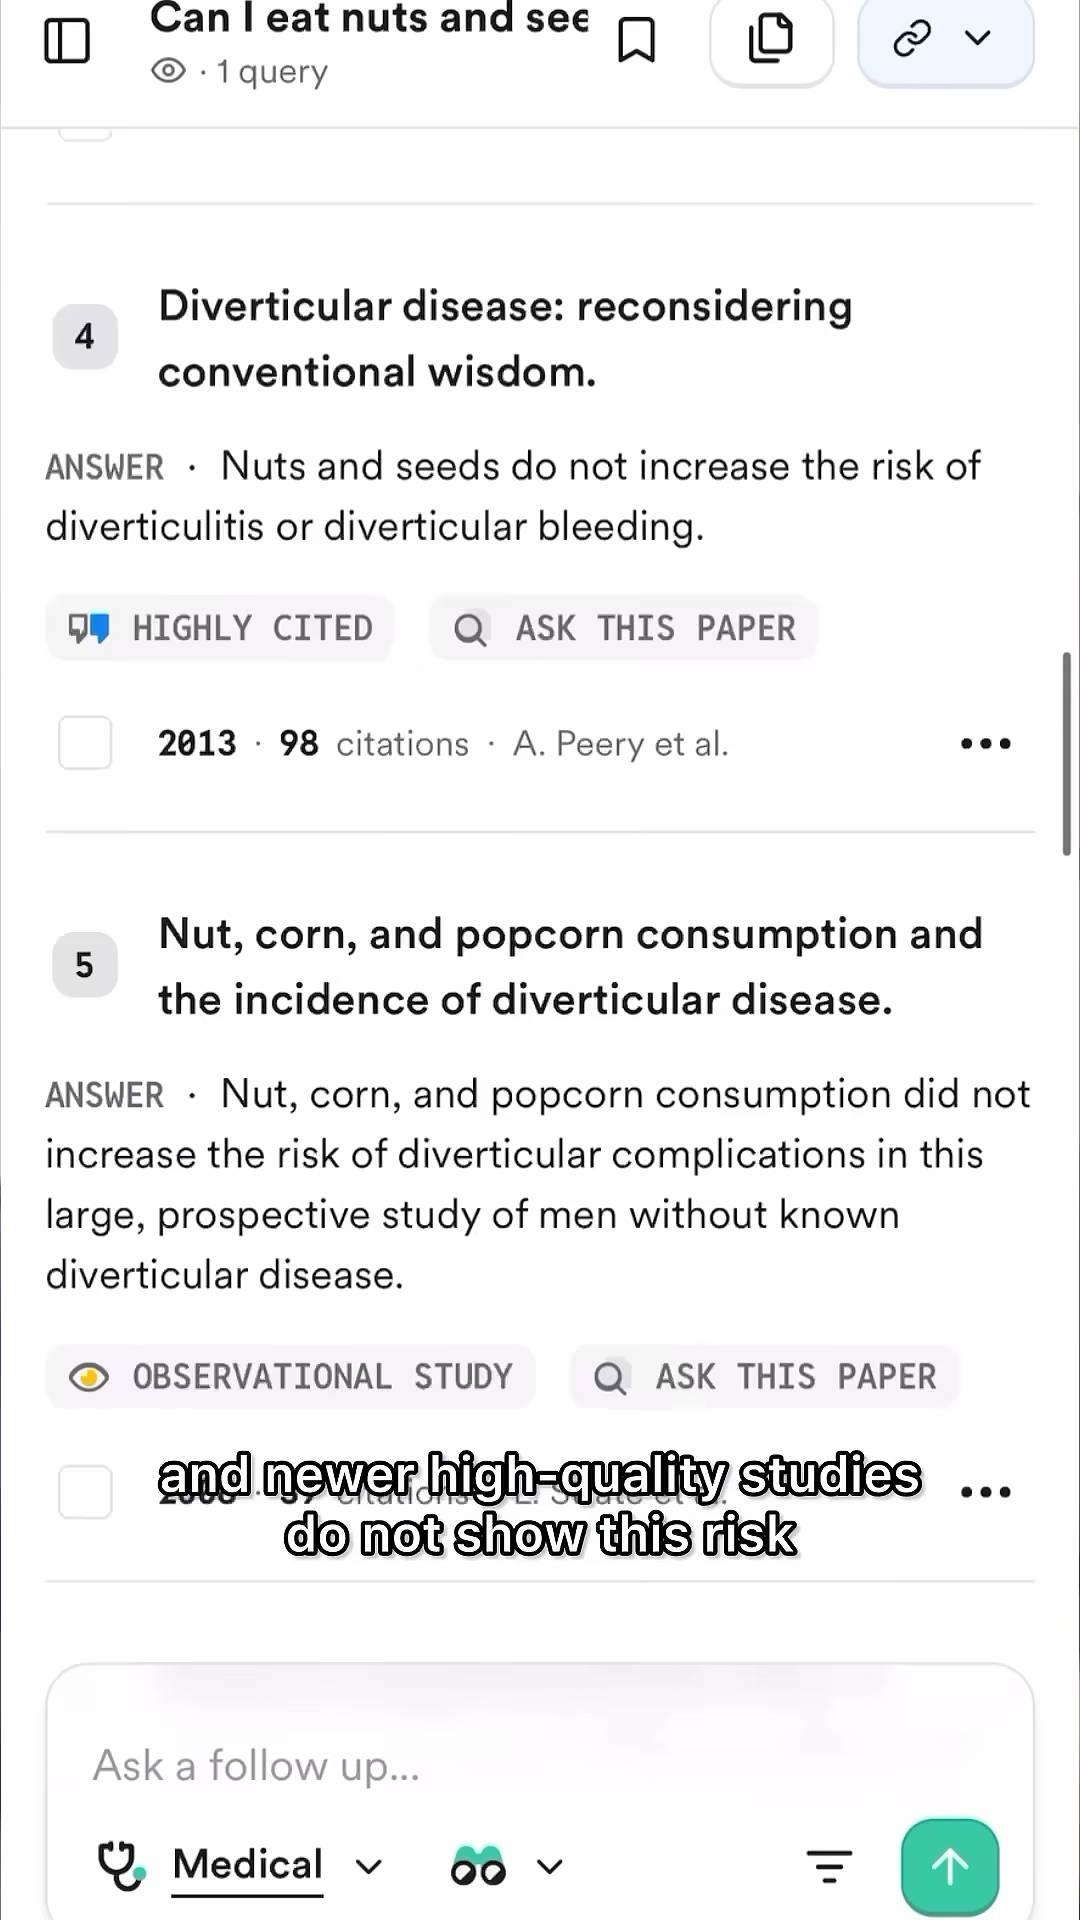 Can I eat nuts and see
· 1 query
4
Diverticular disease: reconsidering
conventional wisdom.
ANSWER · Nuts and seeds do not increase the risk of
diverticulitis or diverticular bleeding.
HIGHLY CITED
ASK THIS PAPER
2013 · 98 citations · A. Peery et al.
5
Nut, corn, and popcorn consumption and
the incidence of diverticular disease.
ANSWER · Nut, corn, and popcorn consumption did not
increase the risk of diverticular complications in this
large, prospective study of men without known
diverticular disease.
OBSERVATIONAL STUDY
ASK THIS PAPER
and newer high-quality studies
do not show this risk
Ask a follow up...
Medical